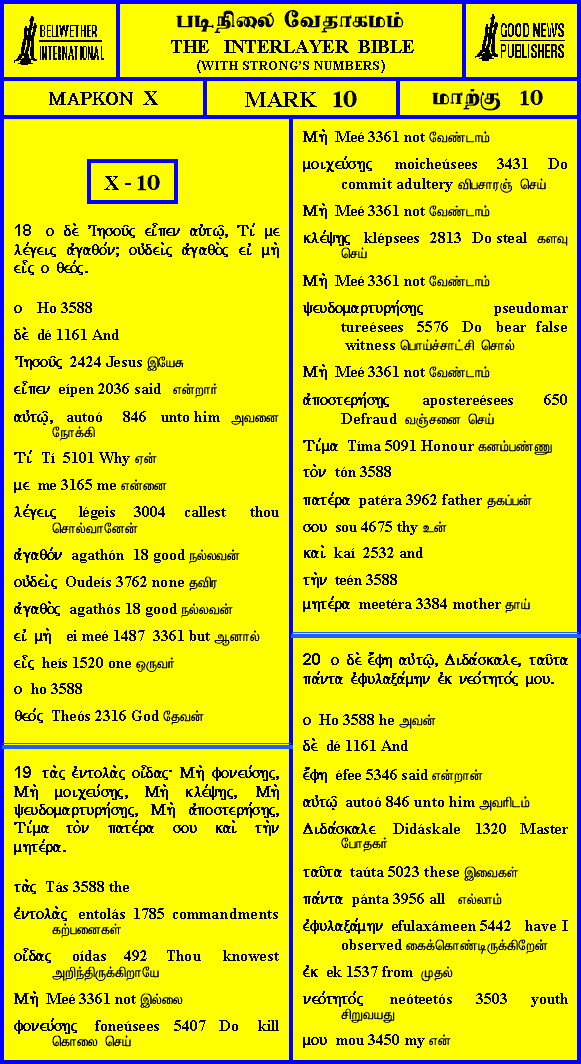 BELLWETHER
INTERNATIONAL
படிநிலை வேதாகமம்
THE INTERLAYER BIBLE
(WITH STRONG'S NUMBERS)
GOOD NEWS
PUBLISHERS
ΜΑΡΚΟΝ X
MARK 10
மாற்கு 10
X - 10
18 ο δὲ Ἰησοῦς εἶπεν αὐτῷ, Τί με
λέγεις ἀγαθόν; οὐδεὶς ἀγαθὸς εἰ μὴ
εἷς ο θεός.
ο Ho 3588
δὲ dé 1161 And
Ἰησοῦς 2424 Jesus இயேசு
εἶπεν eípen 2036 said என்றார்
αὐτῷ, autoó 846 unto him அவனை
நோக்கி
Τί Tí 5101 Why ஏன்
με me 3165 me என்னை
λέγεις légeis 3004 callest thou
சொல்வானேன்
ἀγαθόν agathón 18 good நல்லவன்
οὐδεὶς Oudeís 3762 none தவிர
ἀγαθὸς agathós 18 good நல்லவன்
εἰ μὴ ei meé 1487 3361 but ஆனால்
εἷς heis 1520 one ஒருவர்
ο ho 3588
θεός Theós 2316 God தேவன்
19 τὰς ἐντολὰς οἶδας· Μὴ φονεύσῃς,
Μὴ μοιχεύσῃς, Μὴ κλέψῃς, Μὴ
ψευδομαρτυρήσῃς, Μὴ ἀποστερήσῃς,
Τίμα τὸν πατέρα σου καὶ τὴν
μητέρα.
τὰς Tás 3588 the
ἐντολὰς entolás 1785 commandments
கற்பனைகள்
οἶδας oídas 492 Thou knowest
அறிந்திருக்கிறாயே
Μὴ Meé 3361 not இல்லை
φονεύσῃς foneúsees 5407 Do kill
கொலை செய்
Μὴ Meé 3361 not வேண்டாம்
μοιχεύσῃς moicheúsees 3431 Do
commit adultery விபசாரஞ் செய்
Μὴ Meé 3361 not வேண்டாம்
κλέψῃς klépsees 2813 Do steal களவு
செய்
Μὴ Meé 3361 not வேண்டாம்
ψευδομαρτυρήσῃς pseudomar
tureésees 5576 Do bear false
witness பொய்ச்சாட்சி சொல்
Μὴ Meé 3361 not வேண்டாம்
ἀποστερήσῃς apostereésees 650
Defraud வஞ்சனை செய்
Τίμα Tíma 5091 Honour கனம்பண்ணு
τὸν tón 3588
πατέρα patéra 3962 father தகப்பன்
σου sou 4675 thy உன்
καὶ kaí 2532 and
τὴν teén 3588
μητέρα meetéra 3384 mother தாய்
20 ο δὲ ἔφη αὐτῷ, Διδάσκαλε, ταῦτα
πάντα ἐφυλαξάμην ἐκ νεότητός μου.
ο Ho 3588 he அவன்
δὲ dé 1161 And
ἔφη éfee 5346 said என்றான்
αὐτῷ autoó 846 unto him அவரிடம்
Διδάσκαλε Didáskale 1320 Master
போதகர்
ταῦτα taúta 5023 these இவைகள்
πάντα pánta 3956 all எல்லாம்
ἐφυλαξάμην efulaxámeen 5442 have I
observed கைக்கொண்டிருக்கிறேன்
ἐκ ek 1537 from முதல்
νεότητός neóteetós 3503 youth
சிறுவயது
μου mou 3450 my என்